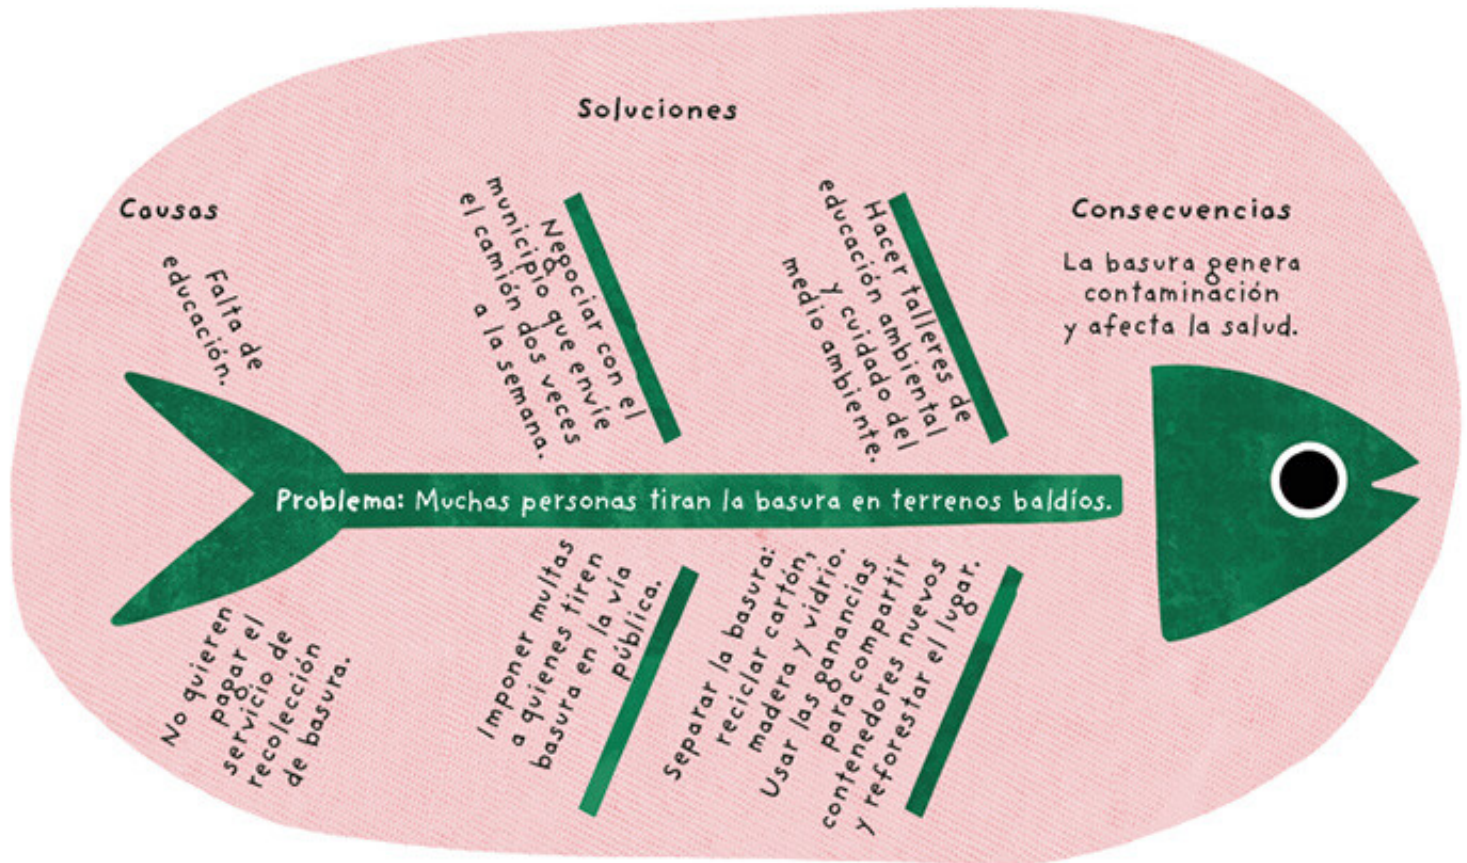 Soluciones
Causas
Falta de
educación.
Negociar con el
municipio que envíe
el camión dos veces
a la semana.
Hacer talleres de
educación ambiental
y cuidado del
medio ambiente.
Consecuencias
La basura genera
contaminación
y afecta la salud.
Problema: Muchas personas tiran la basura en terrenos baldíos.
No quieren
pagar el
servicio de
recolección
de basura.
Imponer multas
a quienes tiren
basura en la vía
pública.
Separar la basura:
reciclar cartón,
madera y vidrio.
Usar las ganancias
para compartir
contenedores nuevos
y reforestar el lugar.